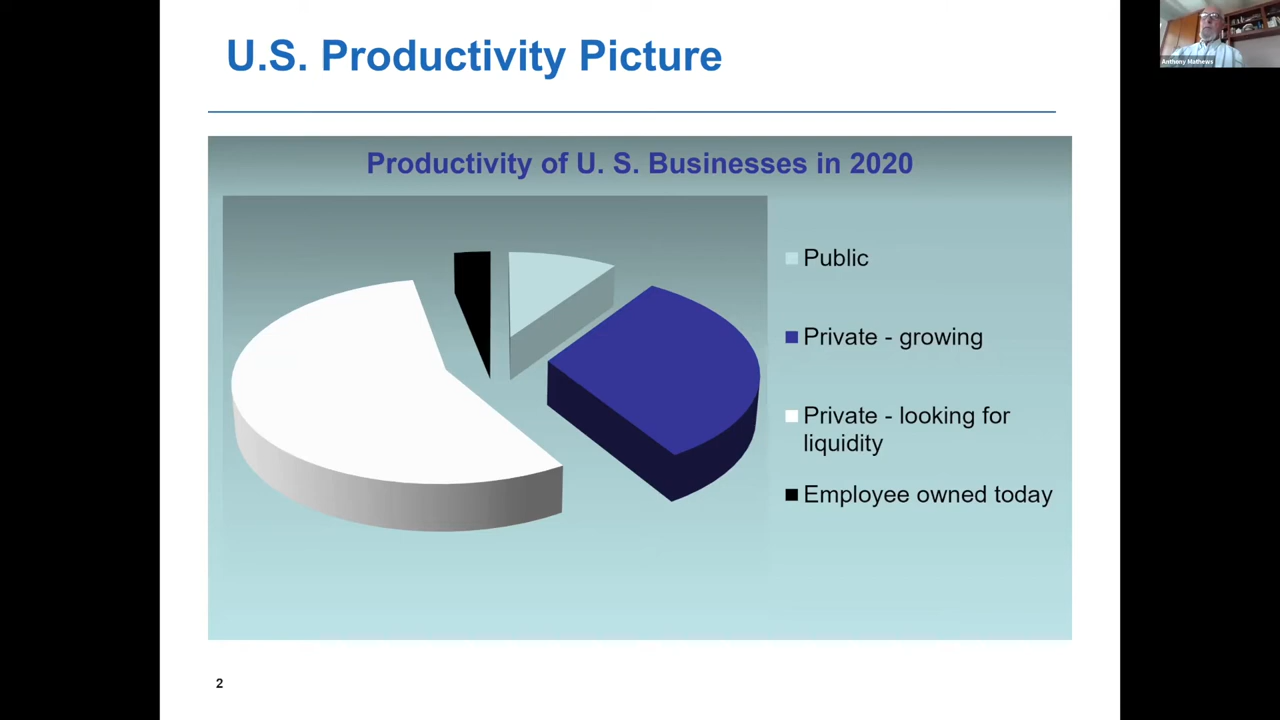 U.S. Productivity Picture
Anthony Mathews
Productivity of U. S. Businesses in 2020
Public
Private - growing
Private - looking for
liquidity
Employee owned today
2